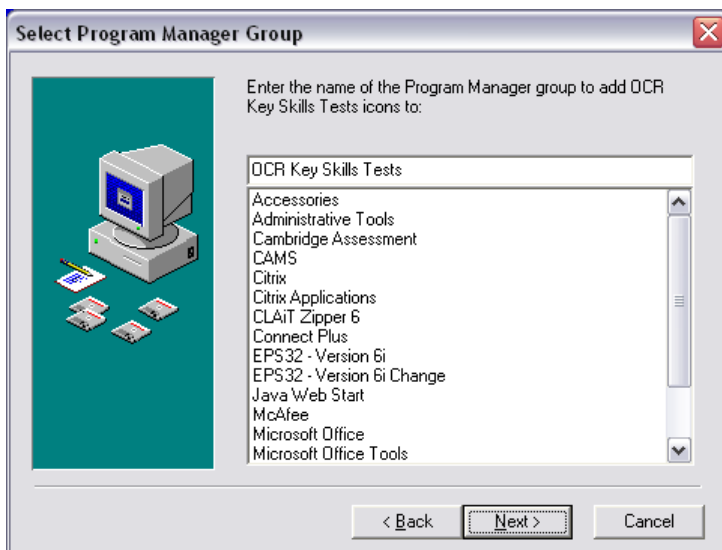 Select Program Manager Group
Enter the name of the Program Manager group to add OCR
Key Skills Tests icons to:
OCR Key Skills Tests
Accessories
Administrative Tools
Cambridge Assessment
CAMS
Citrix
Citrix Applications
CLAiT Zipper 6
Connect Plus
EPS32 - Version 6i
EPS32 - Version 6i Change
Java Web Start
McAfee
Microsoft Office
Microsoft Office Tools
< Back
Next >
Cancel